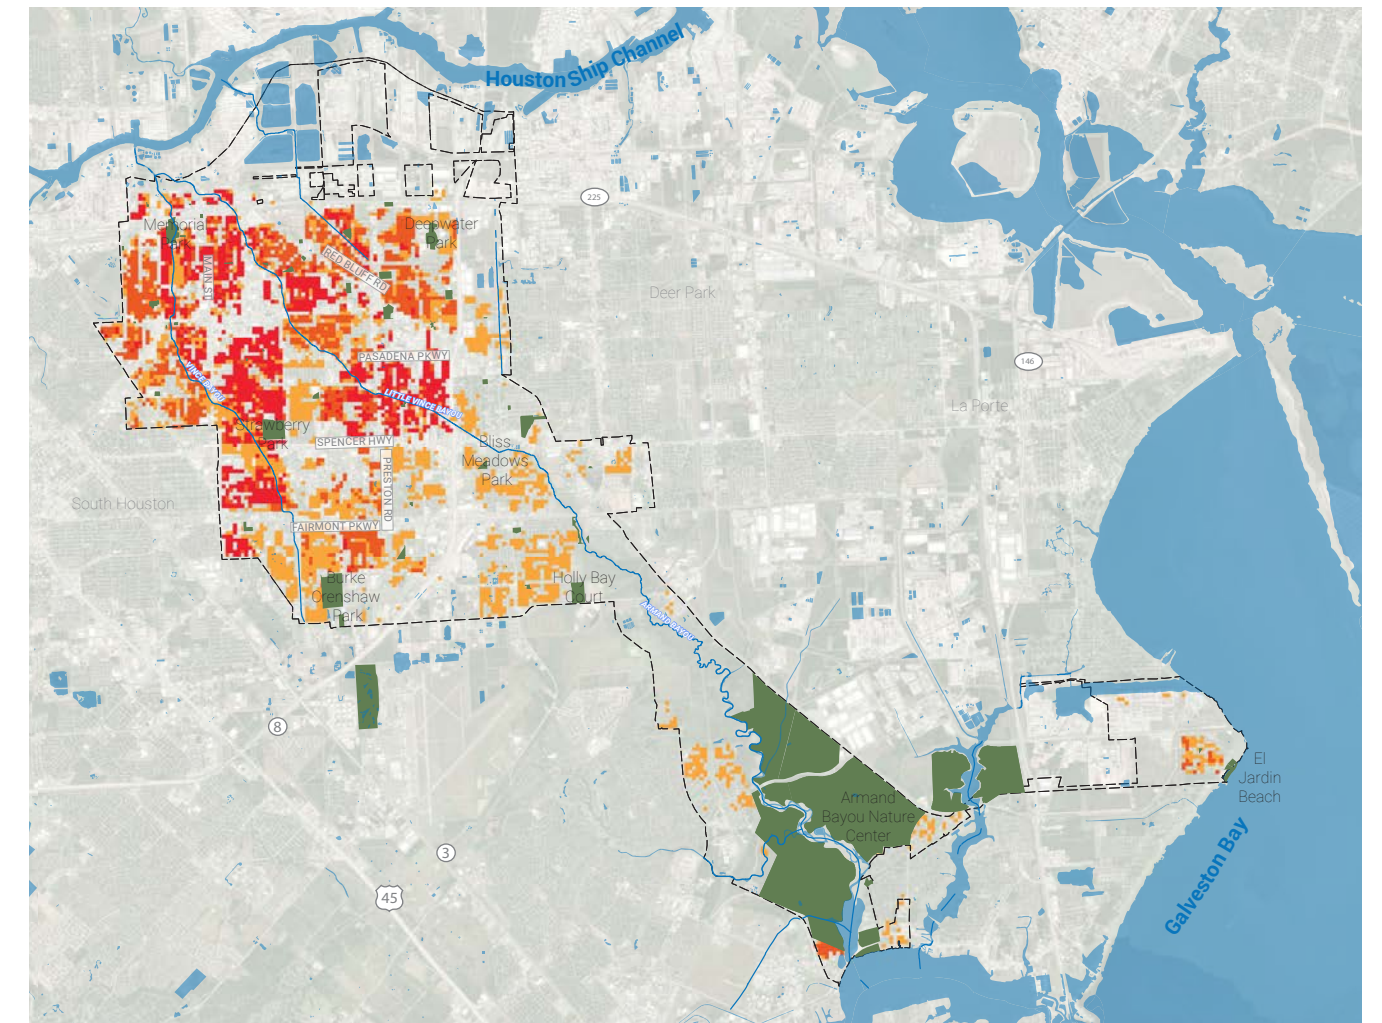 Houston Ship Channel
225
Memorial
Park
Deepwater
Park
MAIN ST
RED BLUFF RD
Deer Park
146
PASADENA PKWY
VINCE BAYOU
LITTLE VINCE BAYOU
La Porte
Strawberry
Park
SPENCER HWY
Bliss
Meadows
Park
PRESTON RD
South Houston
FAIRMONT PKWY
Burke
Crenshaw
Park
Holly Bay
Court
ARMAND BAYOU
8
El
Jardin
Beach
Armand
Bayou Nature
Center
3
45
Galveston Bay